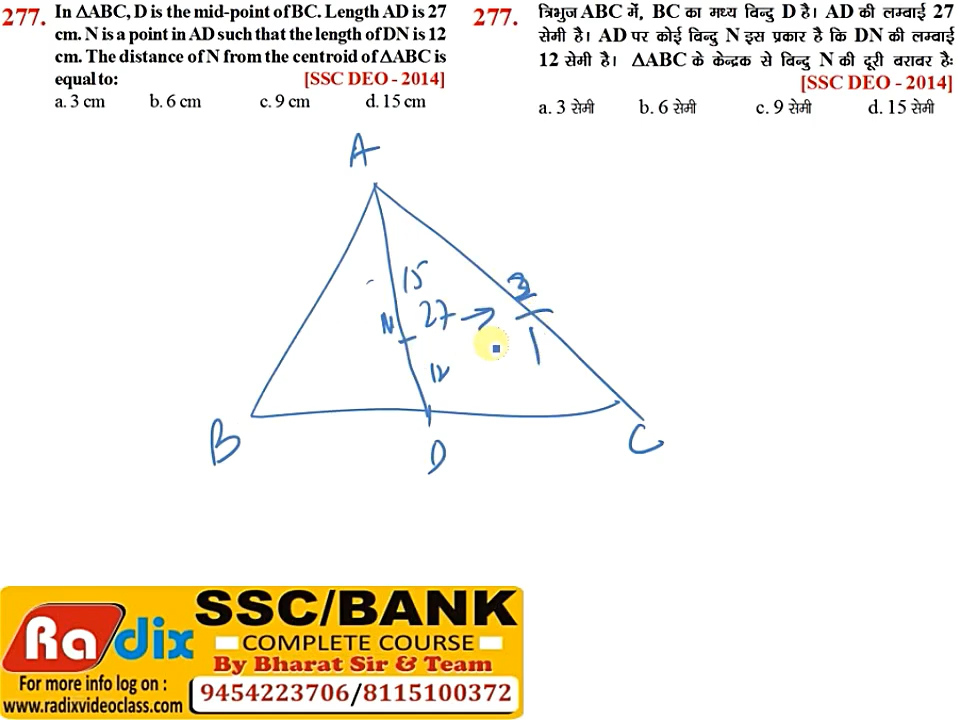 277. In ΔABC, D is the mid-point of BC. Length AD is 27
cm. N is a point in AD such that the length of DN is 12
cm. The distance of N from the centroid of ΔABC is
equal to: [SSC DEO - 2014]
a. 3 cm b. 6 cm c. 9 cm d. 15 cm
277. त्रिभुज ABC में, BC का मध्य बिन्दु D है। AD की लम्बाई 27
सेमी है। AD पर कोई बिन्दु N इस प्रकार है कि DN की लम्बाई
12 सेमी है। ΔABC के केन्द्रक से बिन्दु N की दूरी बराबर हैः
[SSC DEO - 2014]
a. 3 सेमी b. 6 सेमी c. 9 सेमी d. 15 सेमी
A
15
N 27 →
1
12
B
D
C
Radix
For more info log on :
www.radixvideoclass.com
SSC/BANK
COMPLETE COURSE
By Bharat Sir & Team
9454223706/8115100372